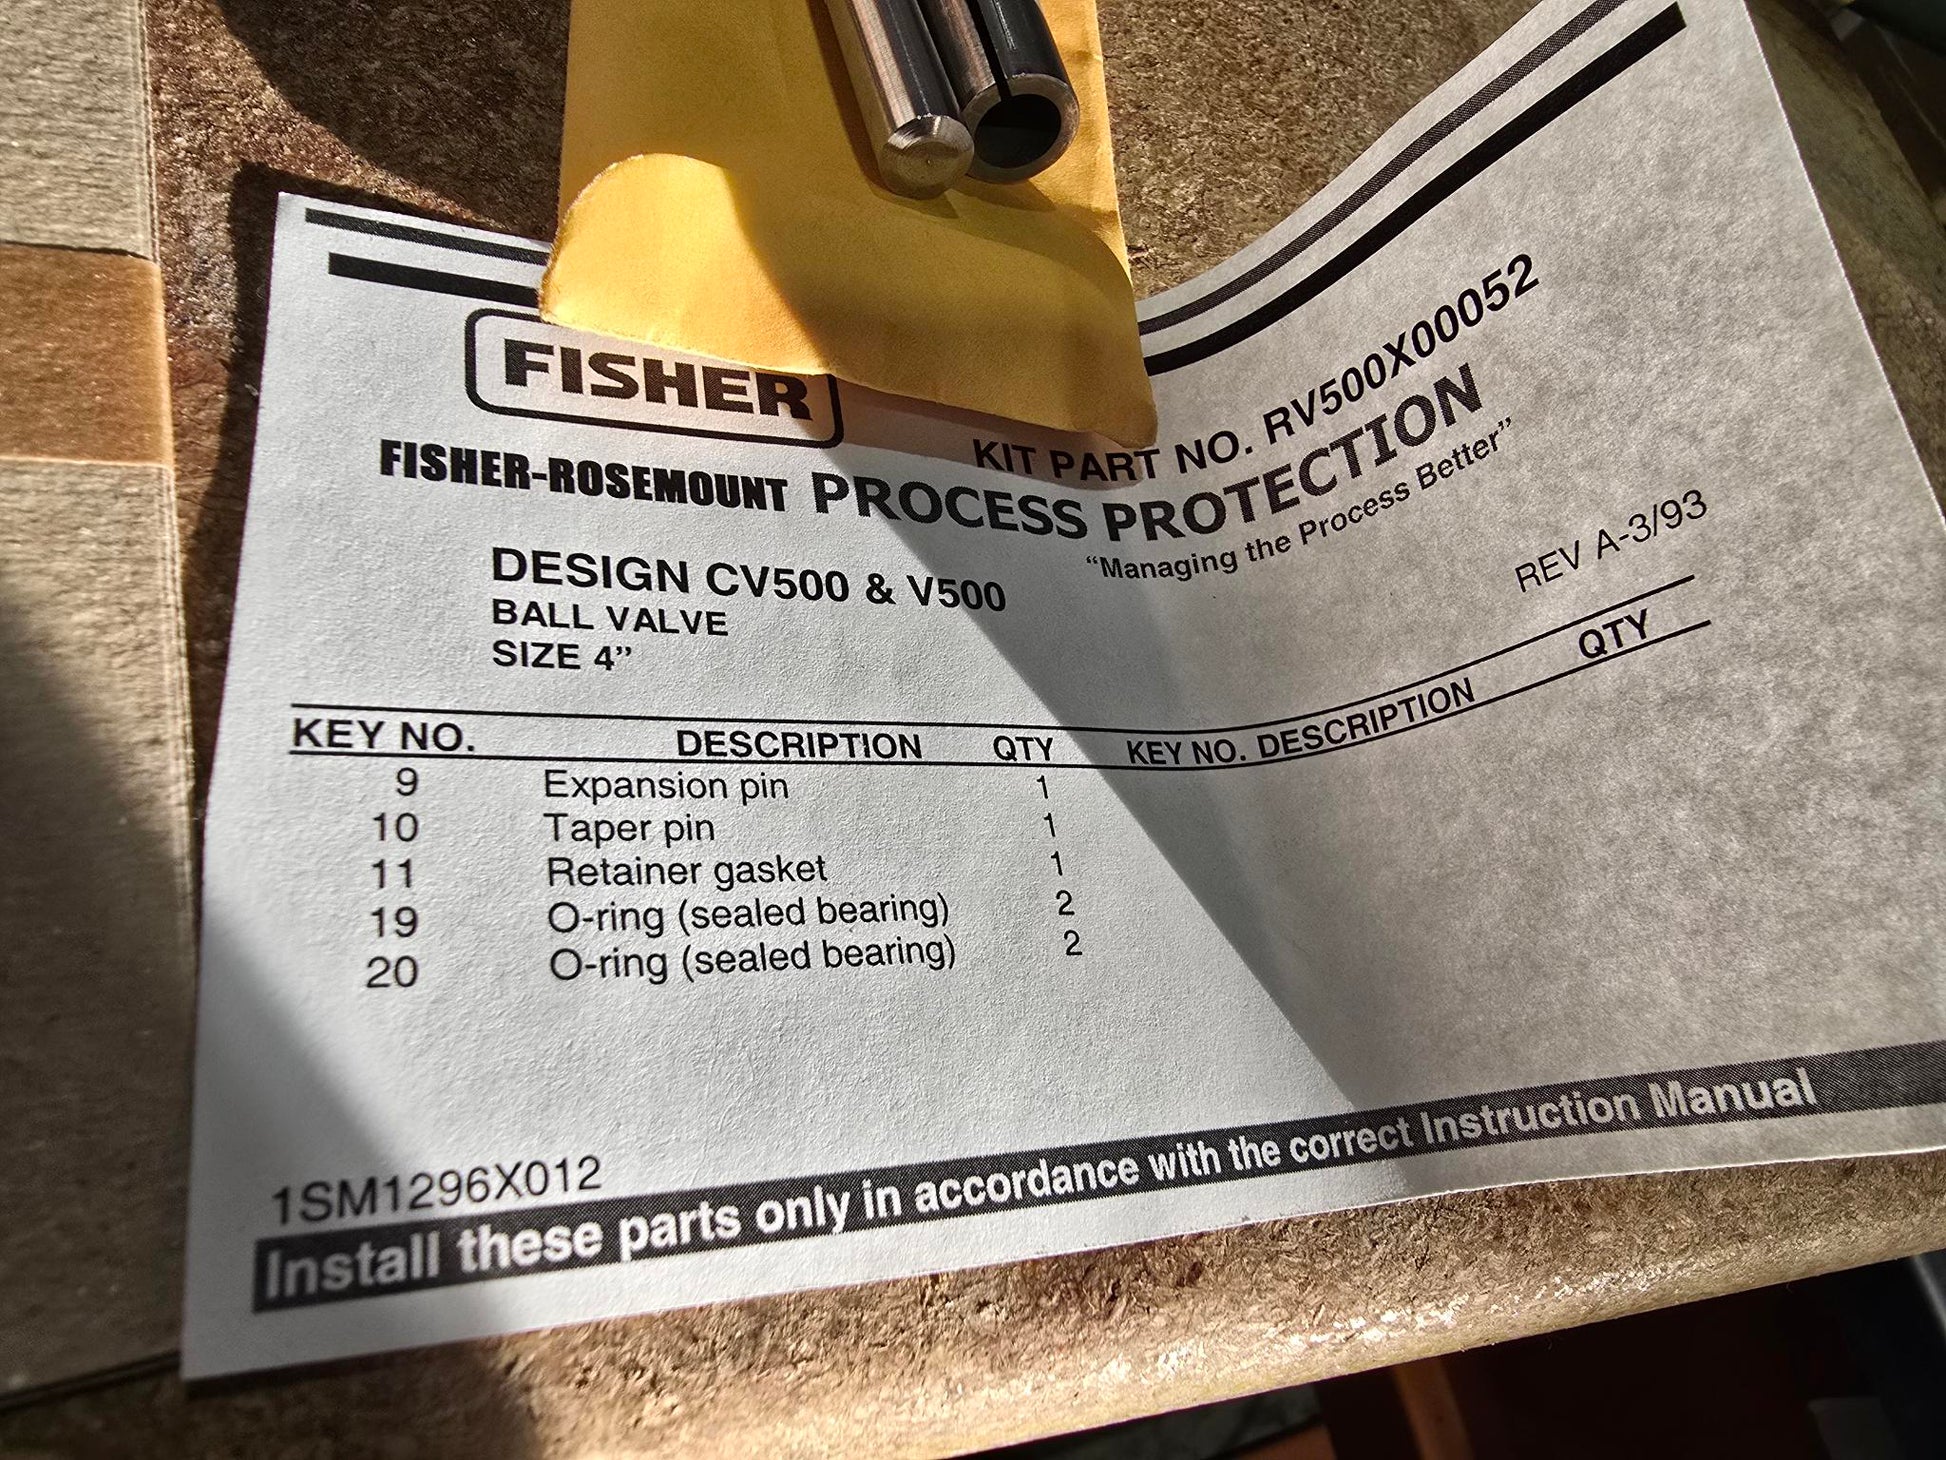 FISHER
KIT PART NO. RV500X00052
FISHER-ROSEMOUNT PROCESS PROTECTION
“Managing the Process Better”
DESIGN CV500 & V500
BALL VALVE
SIZE 4”
REV A-3/93
KEY NO. DESCRIPTION QTY KEY NO. DESCRIPTION QTY
9 Expansion pin 1
10 Taper pin 1
11 Retainer gasket 1
19 O-ring (sealed bearing) 2
20 O-ring (sealed bearing) 2
1SM1296X012
Install these parts only in accordance with the correct Instruction Manual